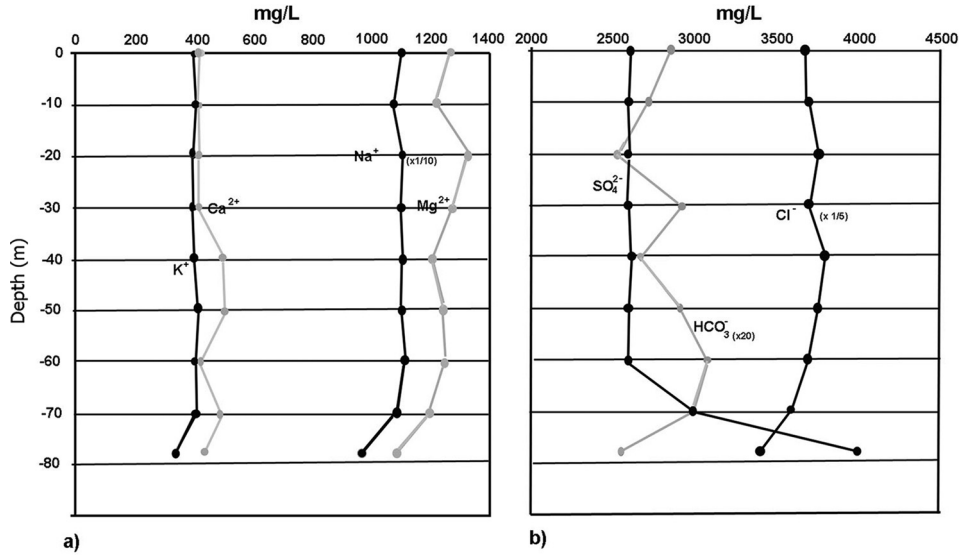 mg/L
0 200 400 600 800 1000 1200 1400
0
-10
-20
-30
-40
-50
-60
-70
-80
Depth (m)
Na⁺ (x1/10)
Ca²⁺
Mg²⁺
K⁺
a)
mg/L
2000 2500 3000 3500 4000 4500
SO₄²⁻
Cl⁻ (x 1/5)
HCO₃⁻ (x20)
b)